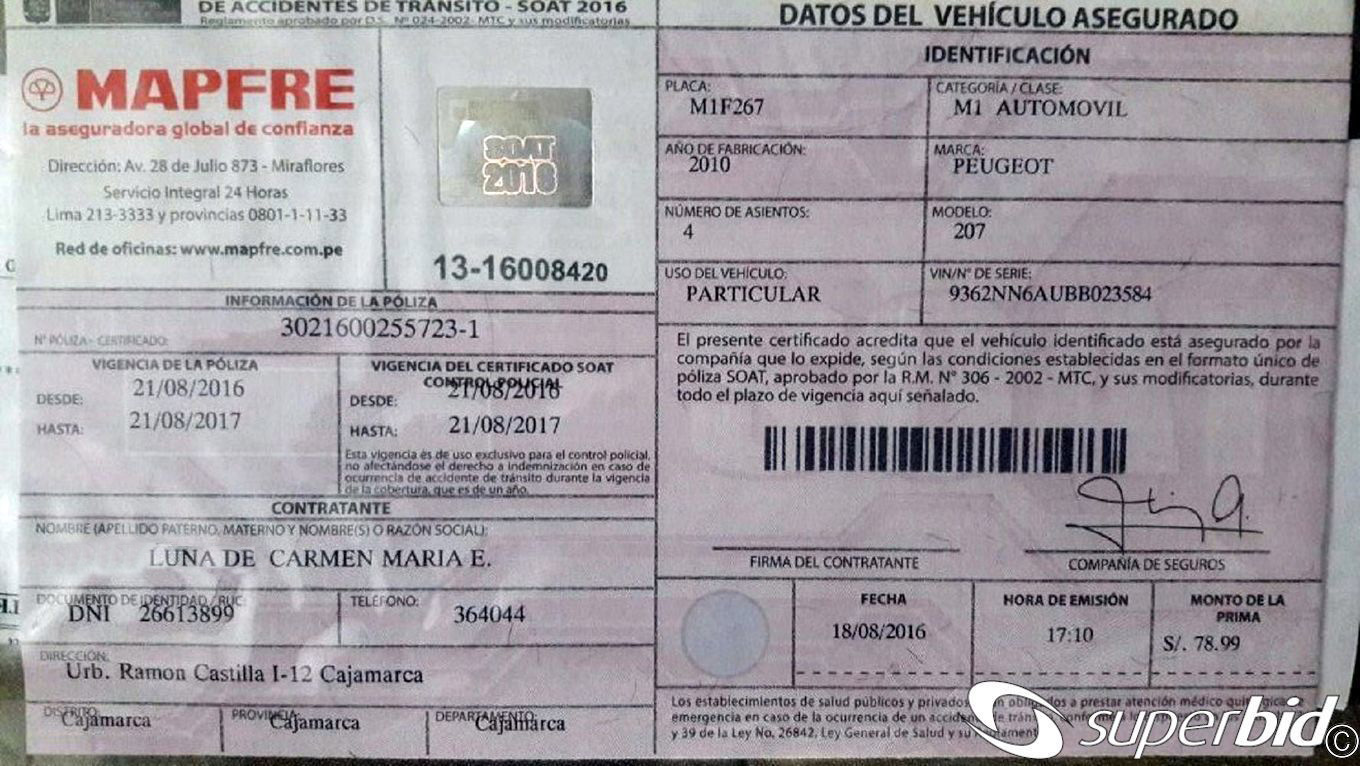 DE ACCIDENTES DE TRÁNSITO - SOAT 2016
Reglamento aprobado por D.S. Nº 024-2002- MTC y sus modificatorias
MAPFRE
la aseguradora global de confianza
Dirección: Av. 28 de Julio 873 - Miraflores
Servicio Integral 24 Horas
Lima 213-3333 y provincias 0801-1-11-33
Red de oficinas: www.mapfre.com.pe
SOAT
2016
13-16008420
INFORMACIÓN DE LA PÓLIZA
Nº PÓLIZA - CERTIFICADO:
3021600255723-1
VIGENCIA DE LA PÓLIZA
DESDE: 21/08/2016
HASTA: 21/08/2017
VIGENCIA DEL CERTIFICADO SOAT
CONTROL POLICIAL
DESDE: 21/08/2016
HASTA: 21/08/2017
Esta vigencia és de uso exclusivo para el control policial,
no afectándose el derecho a indemnización en caso de
ocurrencia de accidente de tránsito durante la vigencia
de la cobertura, que es de un año.
CONTRATANTE
NOMBRE (APELLIDO PATERNO, MATERNO Y NOMBRE(S) O RAZÓN SOCIAL):
LUNA DE CARMEN MARIA E.
DOCUMENTO DE IDENTIDAD / RUC:
DNI 26613899
TELÉFONO:
364044
DIRECCIÓN:
Urb. Ramon Castilla I-12 Cajamarca
DISTRITO:
Cajamarca
PROVINCIA:
Cajamarca
DEPARTAMENTO:
Cajamarca
DATOS DEL VEHÍCULO ASEGURADO
IDENTIFICACIÓN
PLACA:
M1F267
CATEGORÍA / CLASE:
M1 AUTOMOVIL
AÑO DE FABRICACIÓN:
2010
MARCA:
PEUGEOT
NÚMERO DE ASIENTOS:
4
MODELO:
207
USO DEL VEHÍCULO:
PARTICULAR
VIN/Nº DE SERIE:
9362NN6AUBB023584
El presente certificado acredita que el vehículo identificado está asegurado por la
compañía que lo expide, según las condiciones establecidas en el formato único de
póliza SOAT, aprobado por la R.M. Nº 306 - 2002 - MTC, y sus modificatorias, durante
todo el plazo de vigencia aquí señalado.
FIRMA DEL CONTRATANTE
COMPAÑÍA DE SEGUROS
FECHA
18/08/2016
HORA DE EMISIÓN
17:10
MONTO DE LA
PRIMA
S/. 78.99
Los establecimientos de salud públicos y privados a prestar atención médico
emergencia en caso de la ocurrencia de un de
y 39 de la Ley No. 26842, Ley General de Salud y su
superbid ©